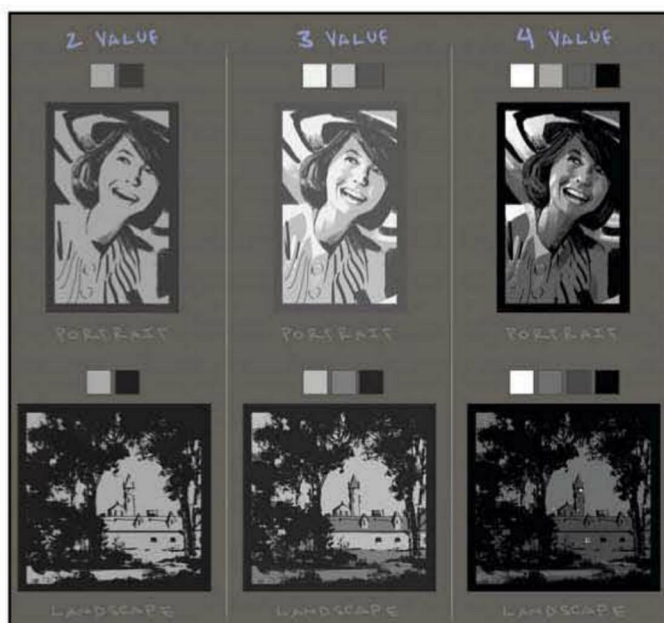 2 VALUE
3 VALUE
4 VALUE
PORTRAIT
PORTRAIT
PORTRAIT
LANDSCAPE
LANDSCAPE
LANDSCAPE